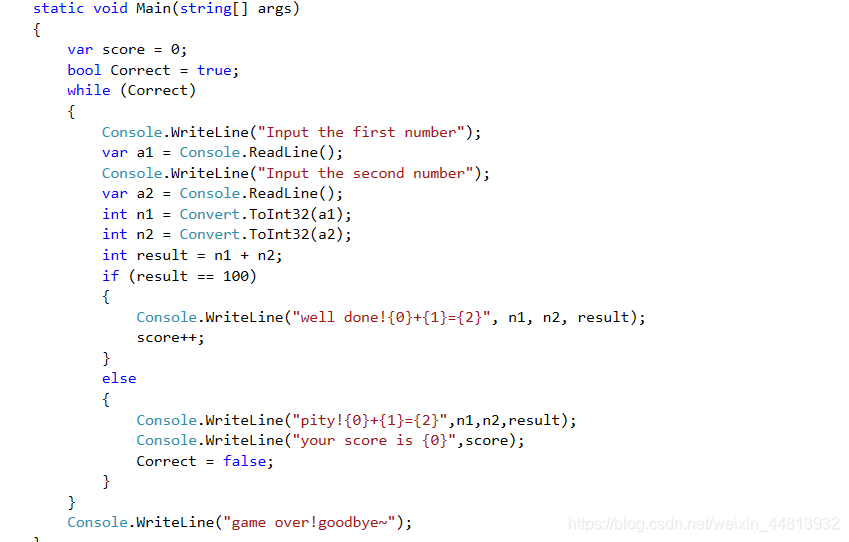 static void Main(string[] args)
{
var score = 0;
bool Correct = true;
while (Correct)
{
Console.WriteLine("Input the first number");
var a1 = Console.ReadLine();
Console.WriteLine("Input the second number");
var a2 = Console.ReadLine();
int n1 = Convert.ToInt32(a1);
int n2 = Convert.ToInt32(a2);
int result = n1 + n2;
if (result == 100)
{
Console.WriteLine("well done!{0}+{1}={2}", n1, n2, result);
score++;
}
else
{
Console.WriteLine("pity!{0}+{1}={2}",n1,n2,result);
Console.WriteLine("your score is {0}",score);
Correct = false;
}
}
Console.WriteLine("game over!goodbye~");
https://blog.csdn.net/weixin_44813932